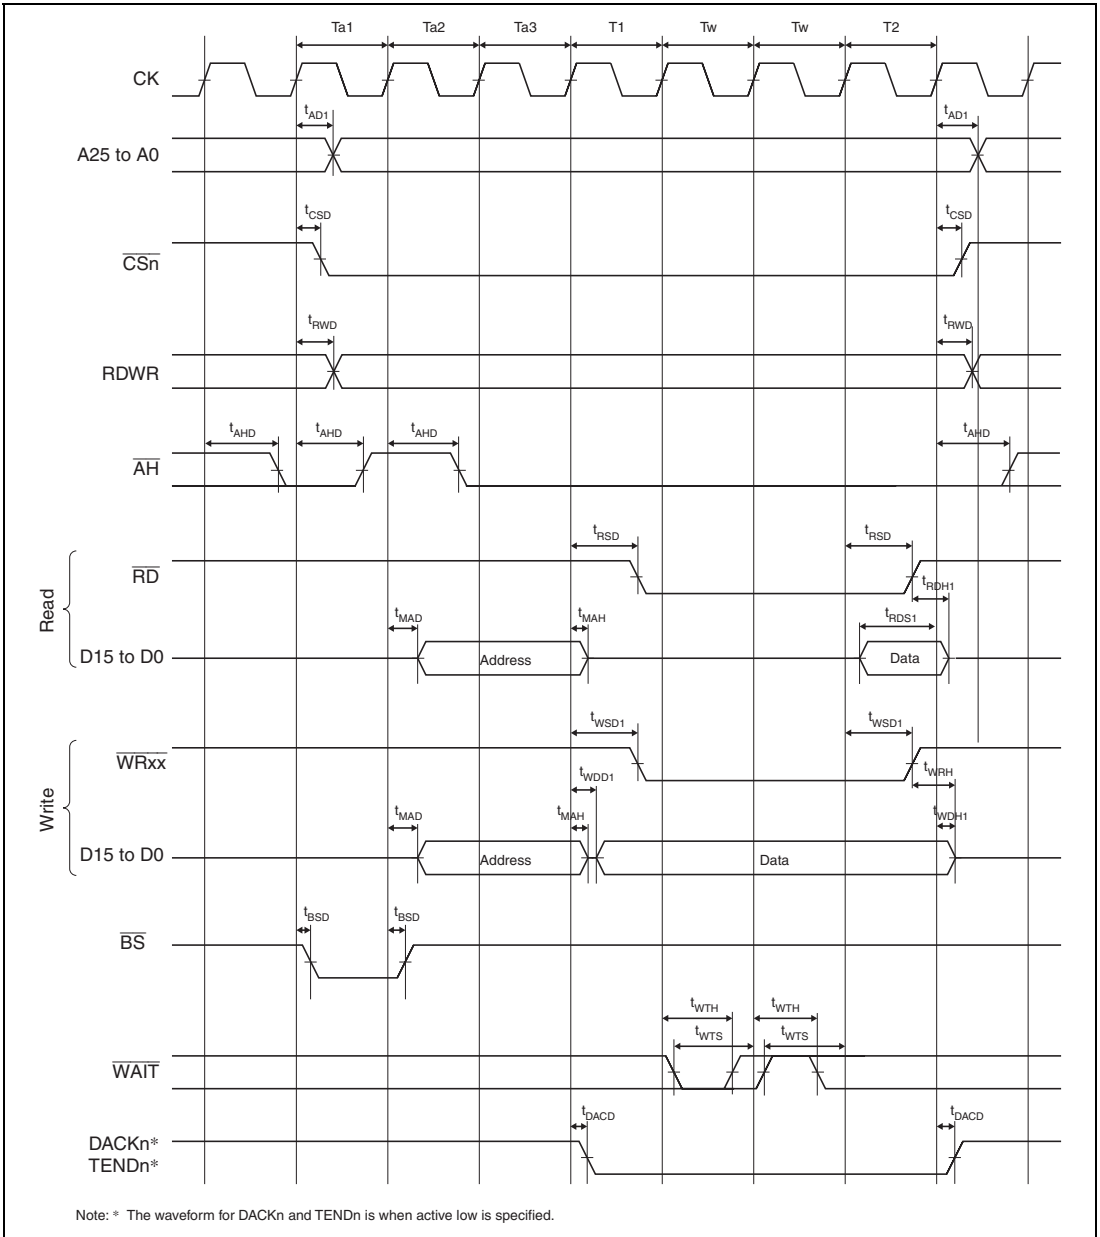 Ta1 Ta2 Ta3 T1 Tw Tw T2
CK
tAD1 tAD1
A25 to A0
tCSD tCSD
CSn
tRWD tRWD
RDWR
tAHD tAHD tAHD tAHD
AH
tRSD tRSD
RD
tRDH1
Read
tMAD tMAH tRDS1
D15 to D0 Address Data
tWSD1 tWSD1
WRxx
tWDD1 tWRH
Write
tMAD tMAH tWDH1
D15 to D0 Address Data
tBSD tBSD
BS
tWTH tWTH
tWTS tWTS
WAIT
tDACD tDACD
DACKn*
TENDn*
Note: * The waveform for DACKn and TENDn is when active low is specified.